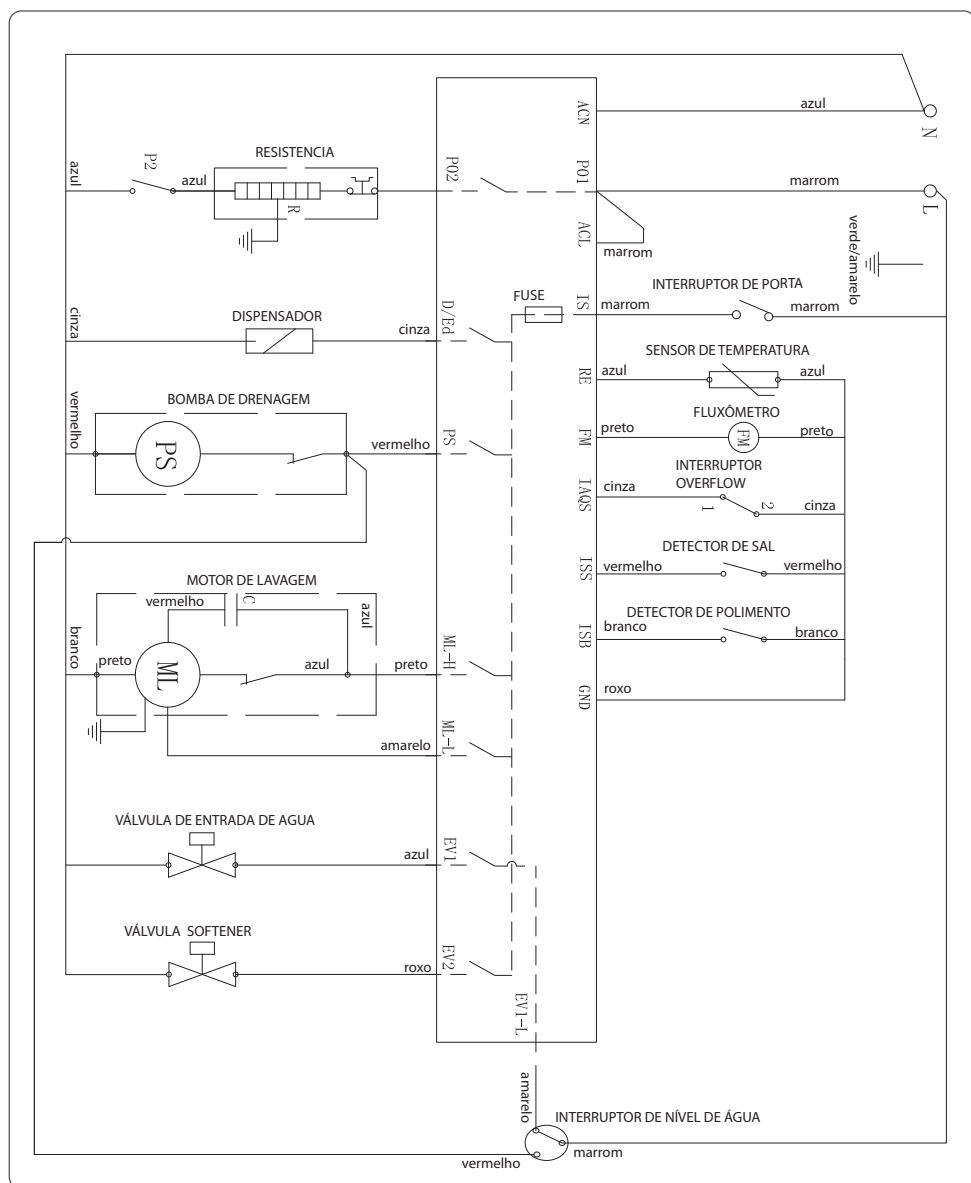 azul
N
marrom
L
verde/amarelo
ACN
PO1
ACL
marrom
RESISTENCIA
P2
azul
azul
R
PO2
FUSE
IS
marrom
INTERRUPTOR DE PORTA
marrom
DISPENSADOR
cinza
cinza
D/Ed
SENSOR DE TEMPERATURA
RE
azul
azul
BOMBA DE DRENAGEM
vermelho
PS
vermelho
PS
FLUXÔMETRO
FM
preto
FM
preto
INTERRUPTOR
OVERFLOW
IAQS
cinza
1
2
cinza
DETECTOR DE SAL
ISS
vermelho
vermelho
MOTOR DE LAVAGEM
vermelho
C
azul
branco
preto
ML
azul
preto
ML-H
DETECTOR DE POLIMENTO
ISB
branco
branco
GND
roxo
amarelo
ML-L
VÁLVULA DE ENTRADA DE AGUA
azul
EV1
VÁLVULA SOFTENER
roxo
EV2
EV1-L
amarelo
INTERRUPTOR DE NÍVEL DE ÁGUA
marrom
vermelho